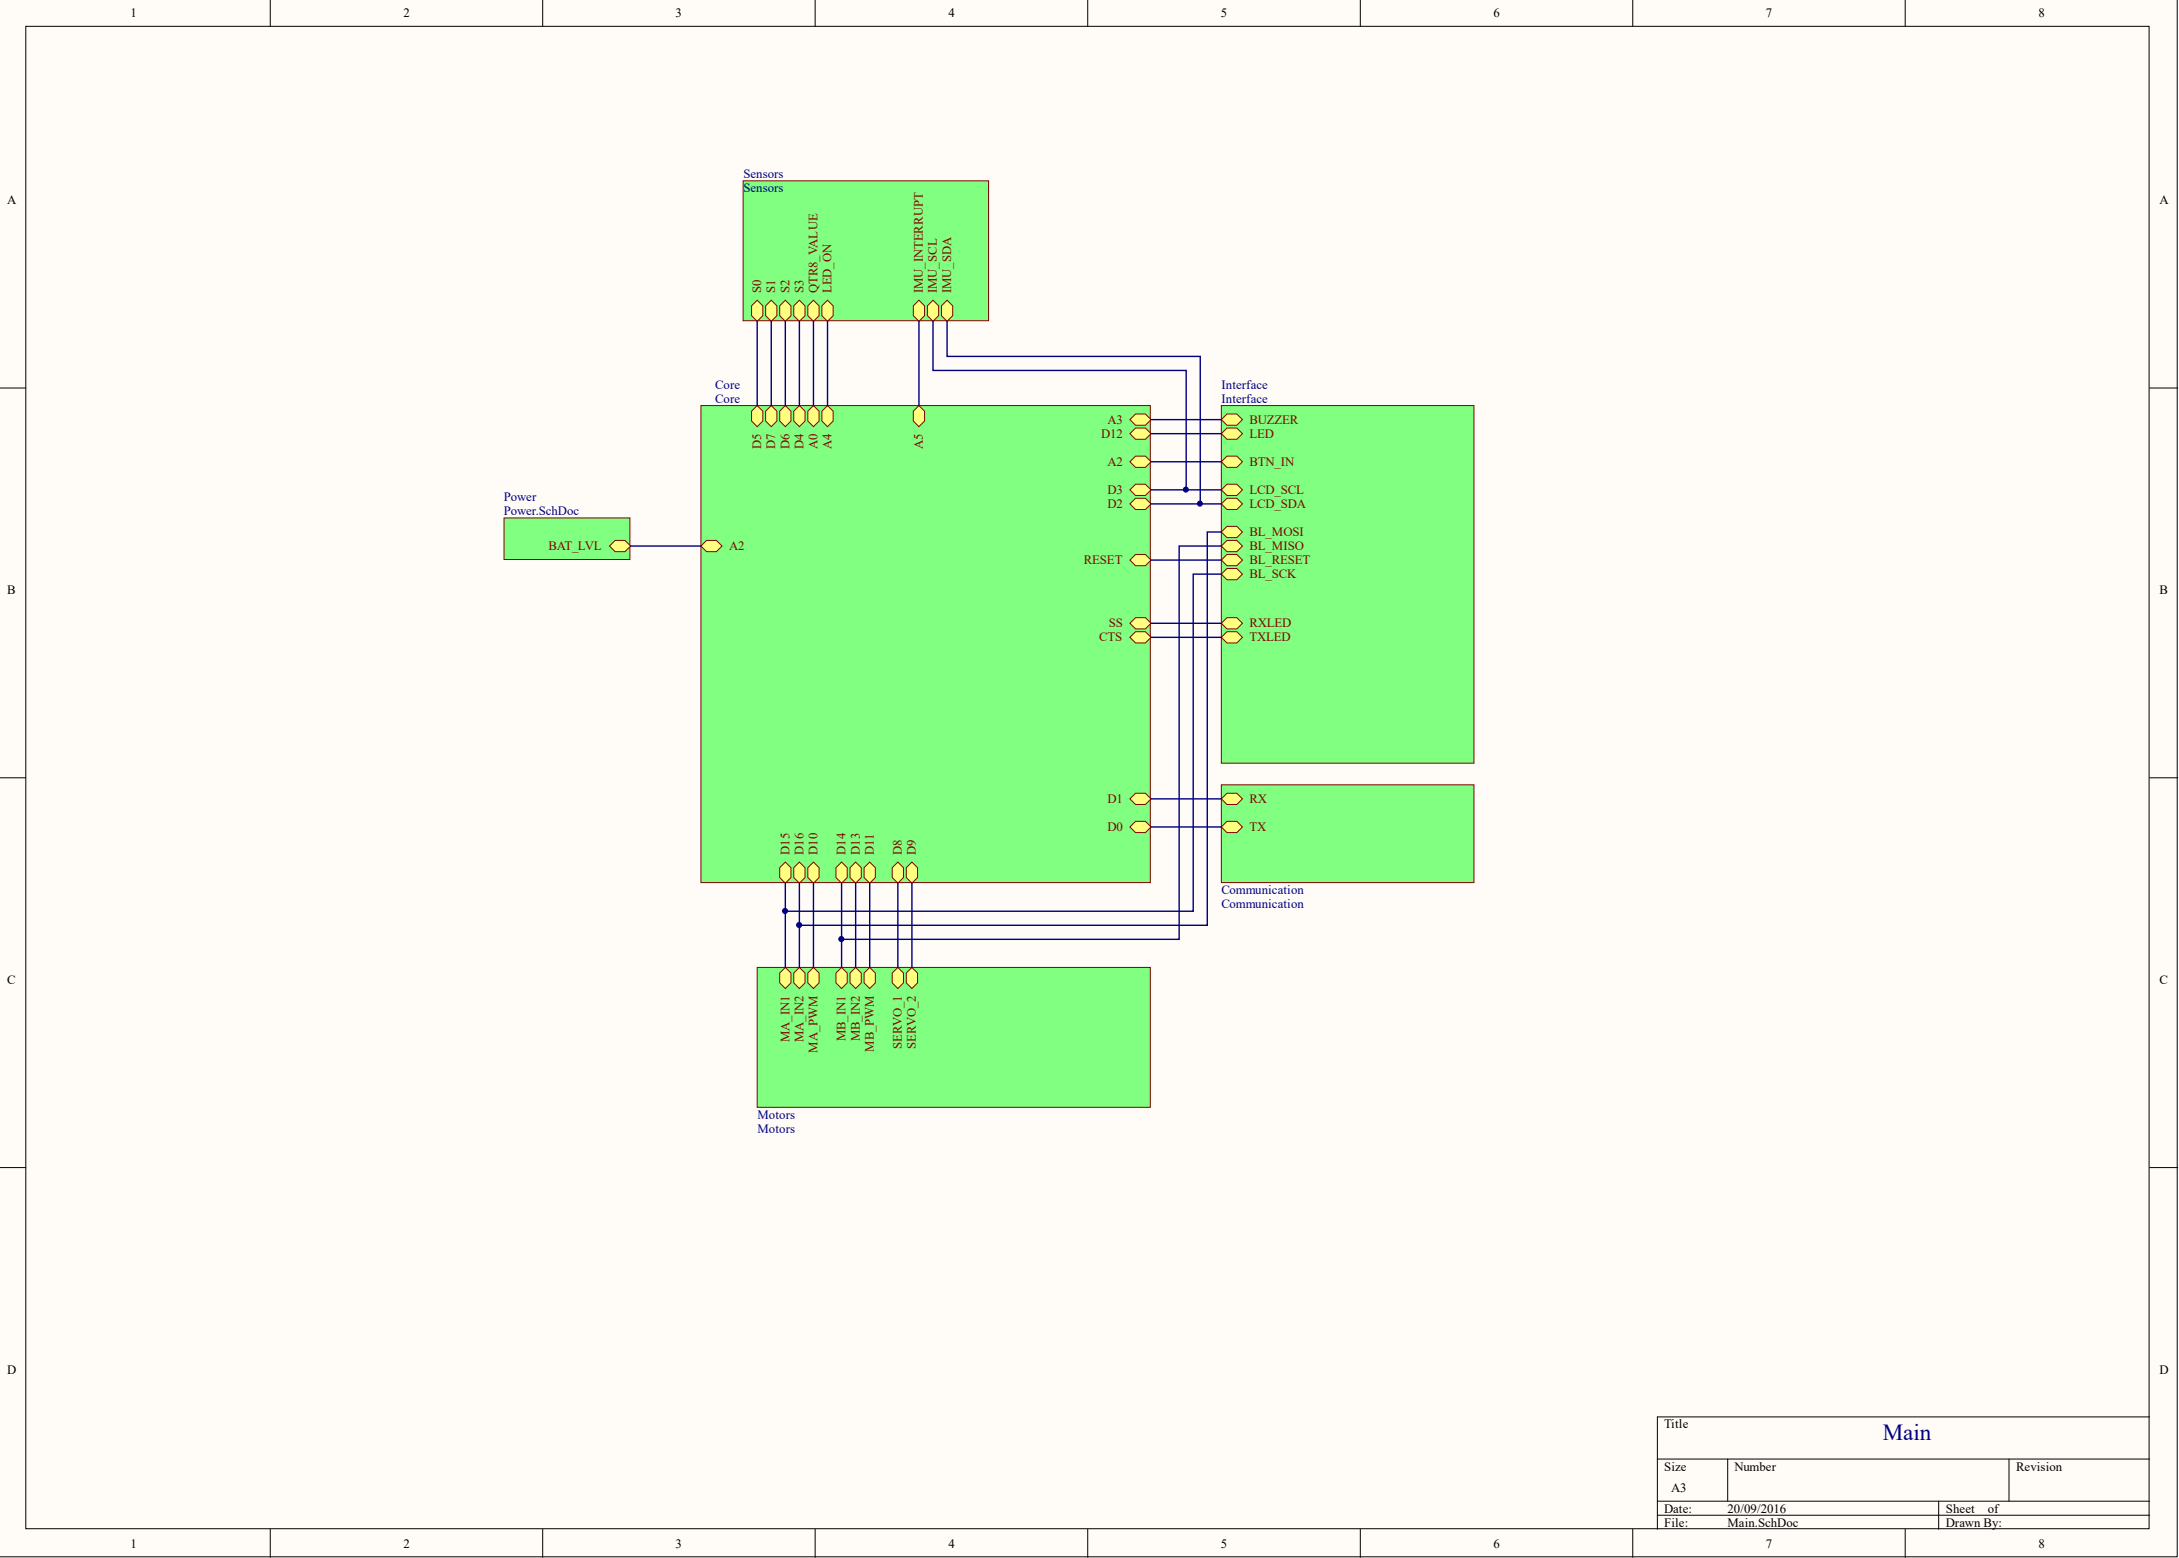 1 2 3 4 5 6 7 8
A A
B B
C C
D D
Sensors
Sensors
S0
S1
S2
S3
QTR8_VALUE
LED_ON
IMU_INTERRUPT
IMU_SCL
IMU_SDA
Core
Core
D5
D7
D6
D4
A0
A4
A5
A3
D12
A2
D3
D2
RESET
SS
CTS
D1
D0
Interface
Interface
BUZZER
LED
BTN_IN
LCD_SCL
LCD_SDA
BL_MOSI
BL_MISO
BL_RESET
BL_SCK
RXLED
TXLED
Power
Power.SchDoc
BAT_LVL
A2
RX
TX
Communication
Communication
D15
D16
D10
D14
D13
D11
D8
D9
MA_IN1
MA_IN2
MA_PWM
MB_IN1
MB_IN2
MB_PWM
SERVO_1
SERVO_2
Motors
Motors
Title
Main
Size Number Revision
A3
Date: 20/09/2016 Sheet of
File: Main.SchDoc Drawn By:
1 2 3 4 5 6 7 8